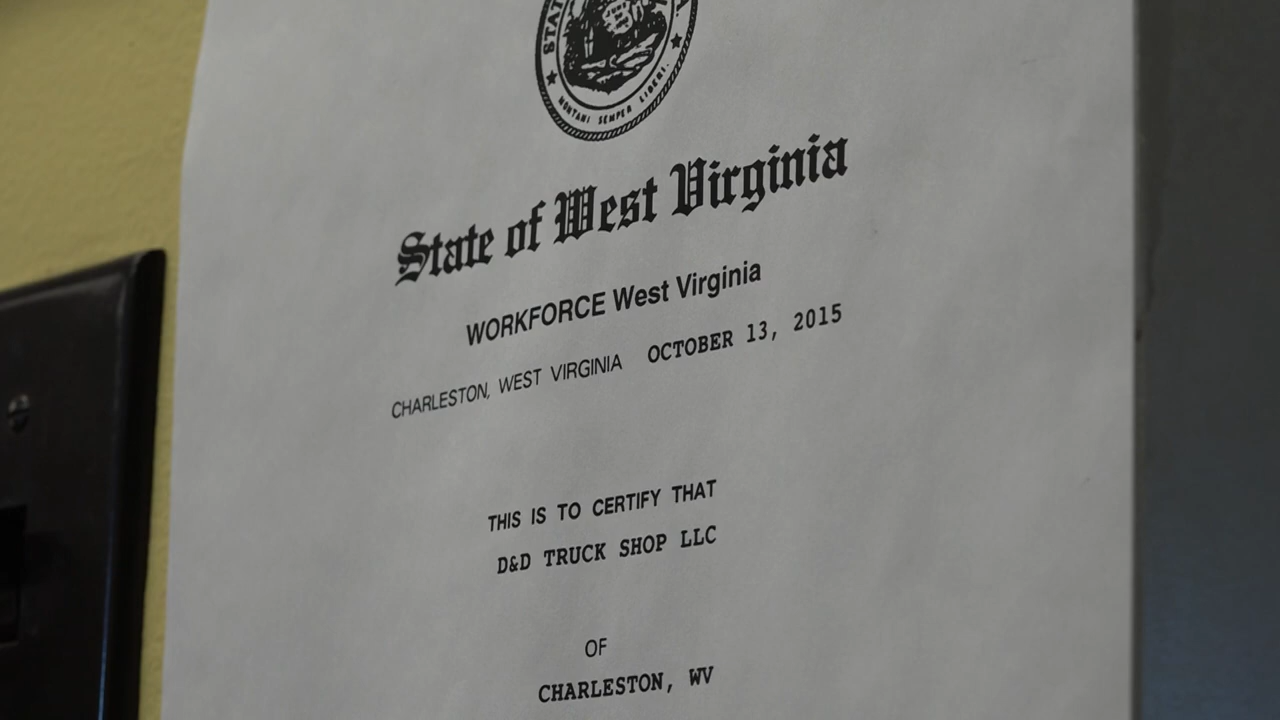 STAT
MONTANI SEMPER LIBERI.
State of West Virginia
WORKFORCE West Virginia
CHARLESTON, WEST VIRGINIA OCTOBER 13, 2015
THIS IS TO CERTIFY THAT
D&D TRUCK SHOP LLC
OF
CHARLESTON, WV